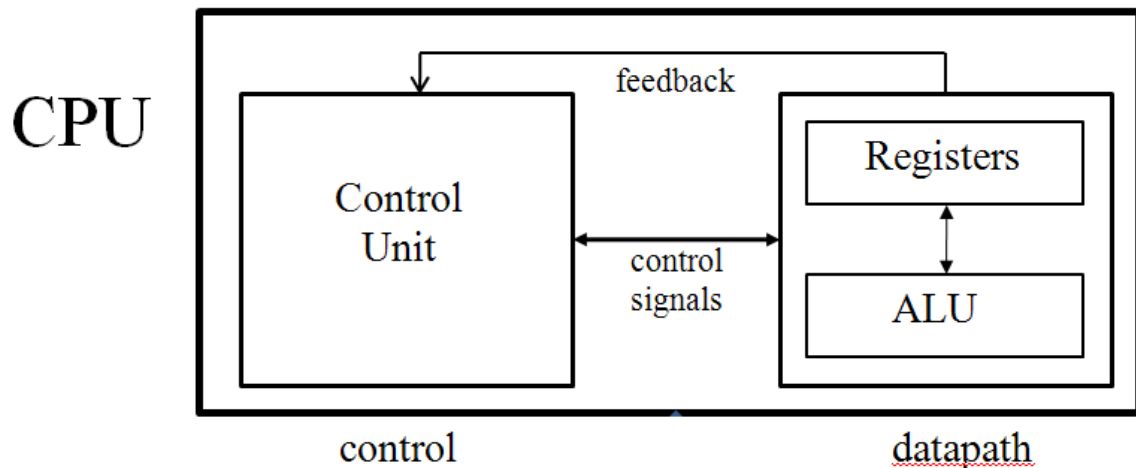 CPU
feedback
Control
Unit
control
signals
Registers
ALU
control
datapath